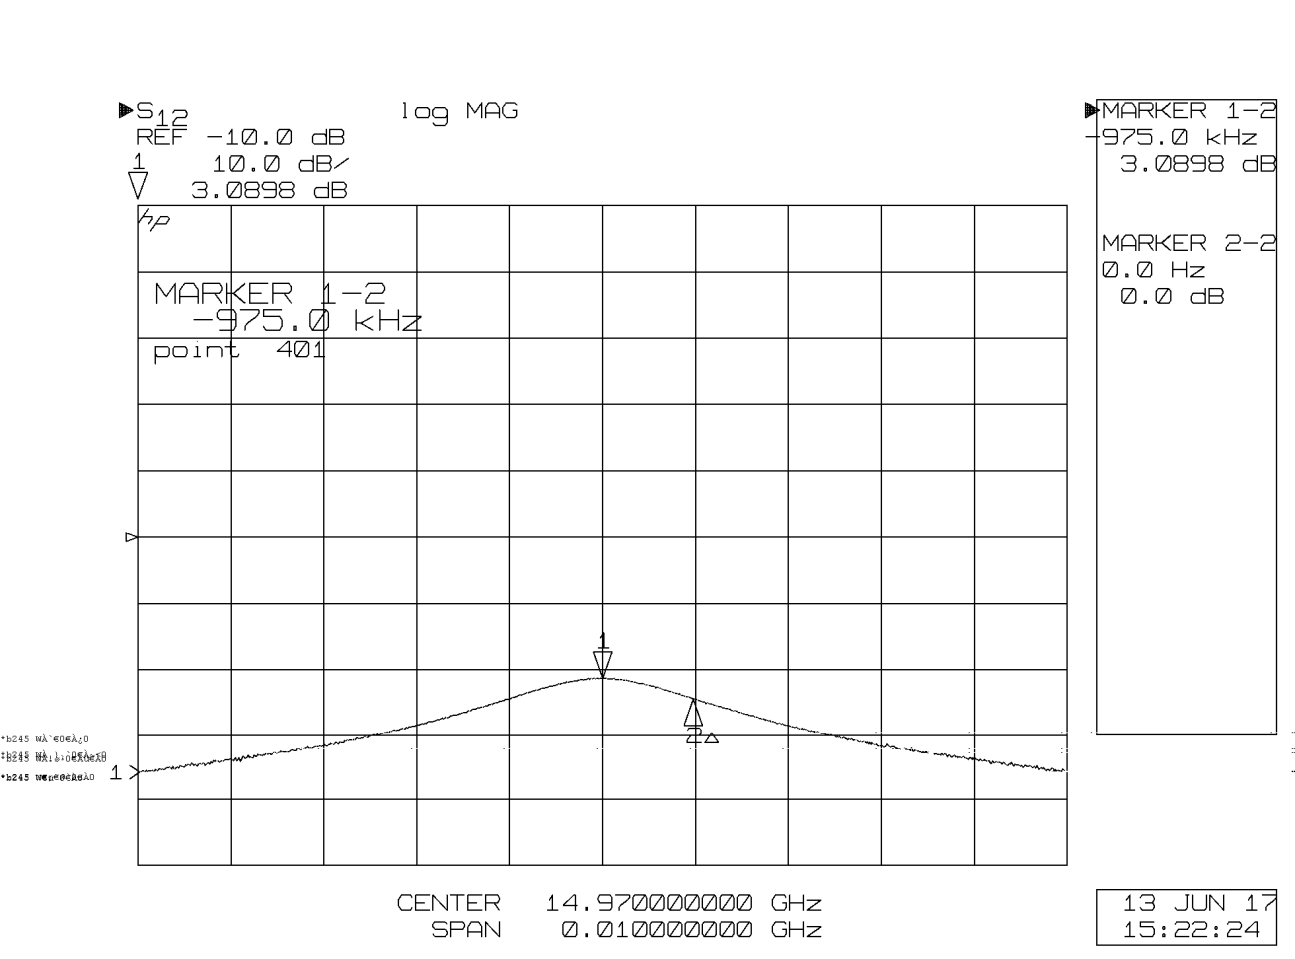 S12 log MAG
REF -10.0 dB
1 10.0 dB/
3.0898 dB
hp
MARKER 1-2
-975.0 kHz
point 401
MARKER 1-2
-975.0 kHz
3.0898 dB
MARKER 2-2
0.0 Hz
0.0 dB
1
2
*b245
1
CENTER 14.970000000 GHz
SPAN 0.010000000 GHz
13 JUN 17
15:22:24